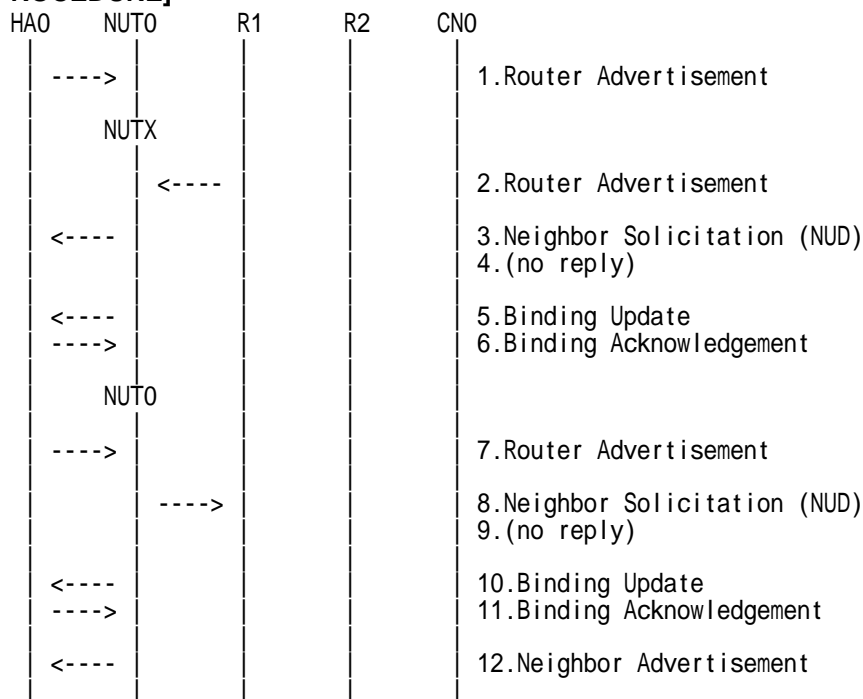 HA0 NUT0 R1 R2 CN0
----> 1.Router Advertisement
NUTX
<---- 2.Router Advertisement
<---- 3.Neighbor Solicitation (NUD)
4.(no reply)
<---- 5.Binding Update
----> 6.Binding Acknowledgement
NUT0
----> 7.Router Advertisement
----> 8.Neighbor Solicitation (NUD)
9.(no reply)
<---- 10.Binding Update
----> 11.Binding Acknowledgement
<---- 12.Neighbor Advertisement